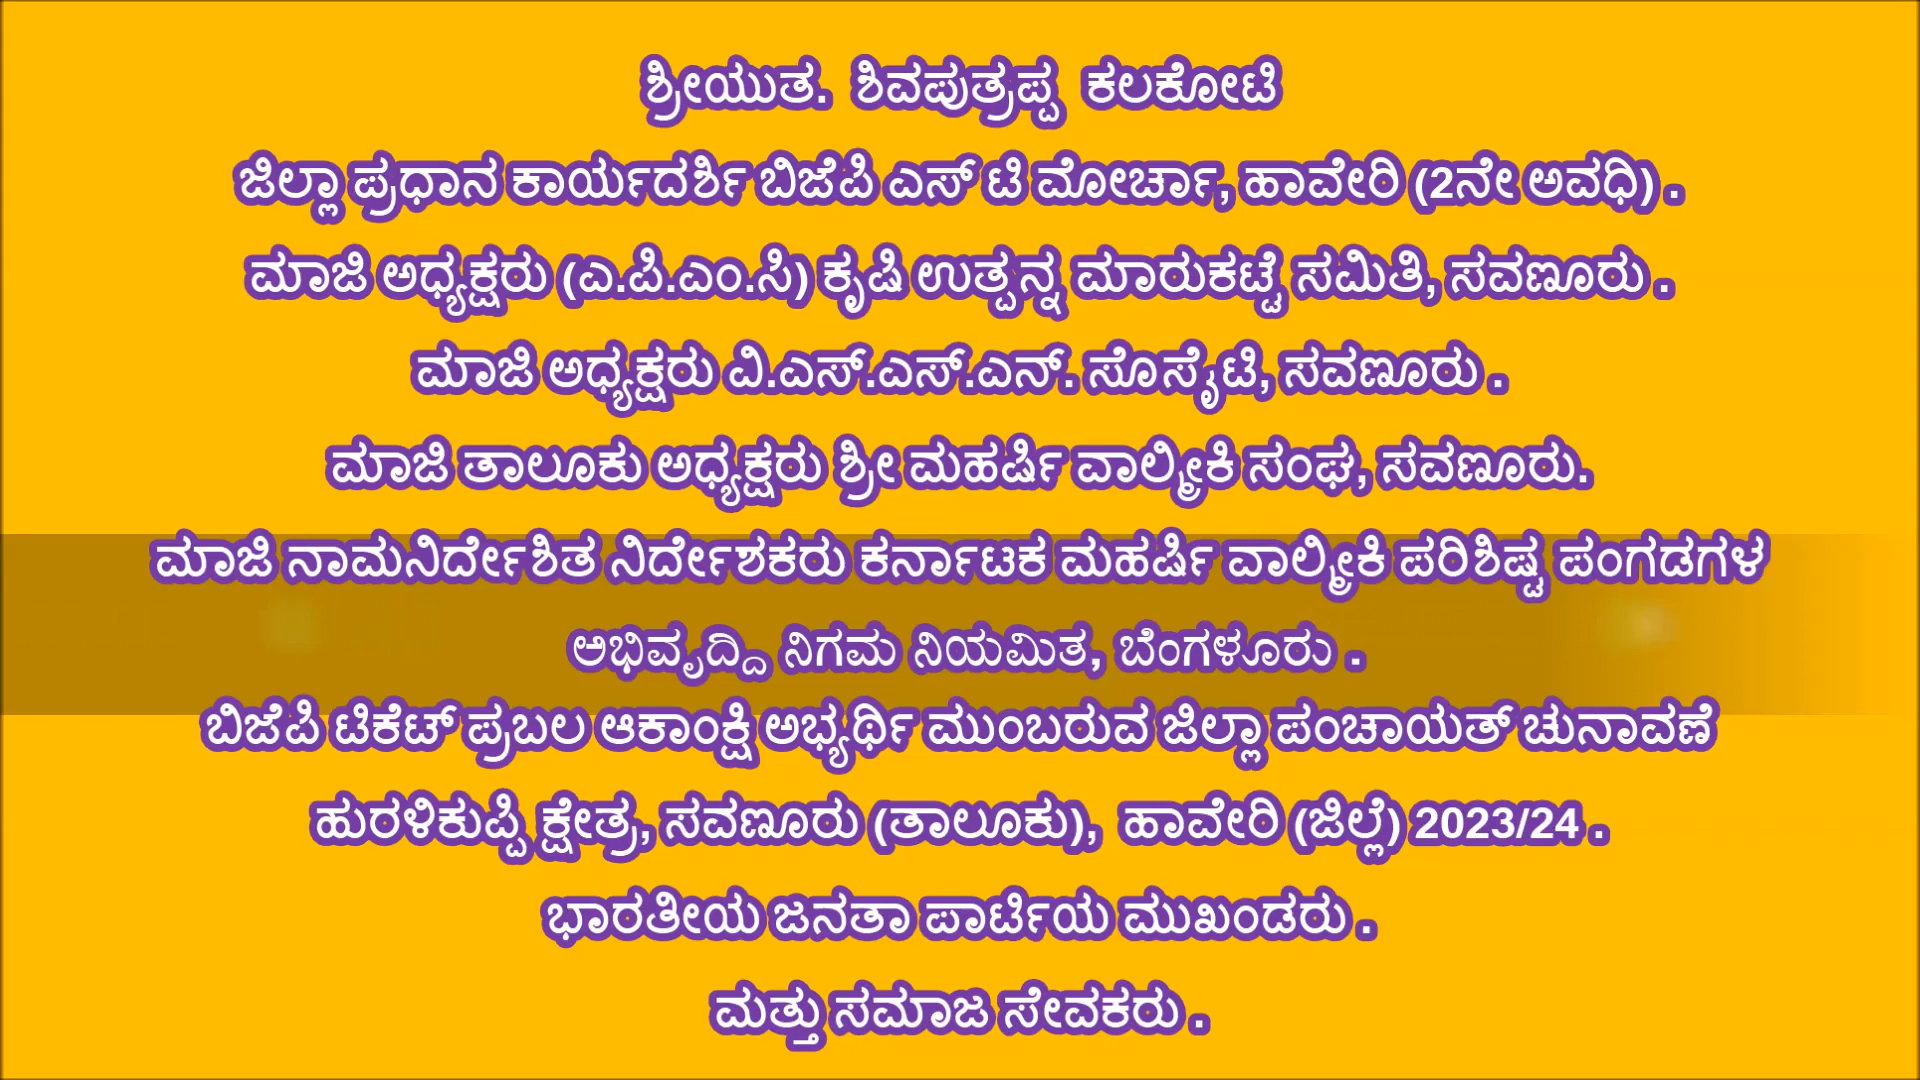 ಶ್ರೀಯುತ. ಶಿವಪುತ್ರಪ್ಪ ಕಲಕೋಟಿ
ಜಿಲ್ಲಾ ಪ್ರಧಾನ ಕಾರ್ಯದರ್ಶಿ ಬಿಜೆಪಿ ಎಸ್ ಟಿ ಮೋರ್ಚಾ, ಹಾವೇರಿ (2ನೇ ಅವಧಿ) .
ಮಾಜಿ ಅಧ್ಯಕ್ಷರು (ಎ.ಪಿ.ಎಂ.ಸಿ) ಕೃಷಿ ಉತ್ಪನ್ನ ಮಾರುಕಟ್ಟೆ ಸಮಿತಿ, ಸವಣೂರು .
ಮಾಜಿ ಅಧ್ಯಕ್ಷರು ವಿ.ಎಸ್.ಎಸ್.ಎನ್. ಸೊಸೈಟಿ, ಸವಣೂರು .
ಮಾಜಿ ತಾಲೂಕು ಅಧ್ಯಕ್ಷರು ಶ್ರೀ ಮಹರ್ಷಿ ವಾಲ್ಮೀಕಿ ಸಂಘ, ಸವಣೂರು.
ಮಾಜಿ ನಾಮನಿರ್ದೇಶಿತ ನಿರ್ದೇಶಕರು ಕರ್ನಾಟಕ ಮಹರ್ಷಿ ವಾಲ್ಮೀಕಿ ಪರಿಶಿಷ್ಟ ಪಂಗಡಗಳ
ಅಭಿವೃದ್ದಿ ನಿಗಮ ನಿಯಮಿತ, ಬೆಂಗಳೂರು .
ಬಿಜೆಪಿ ಟಿಕೆಟ್ ಪ್ರಬಲ ಆಕಾಂಕ್ಷಿ ಅಭ್ಯರ್ಥಿ ಮುಂಬರುವ ಜಿಲ್ಲಾ ಪಂಚಾಯತ್ ಚುನಾವಣೆ
ಹುರಳಿಕುಪ್ಪಿ ಕ್ಷೇತ್ರ, ಸವಣೂರು (ತಾಲೂಕು), ಹಾವೇರಿ (ಜಿಲ್ಲೆ) 2023/24 .
ಭಾರತೀಯ ಜನತಾ ಪಾರ್ಟಿಯ ಮುಖಂಡರು .
ಮತ್ತು ಸಮಾಜ ಸೇವಕರು .